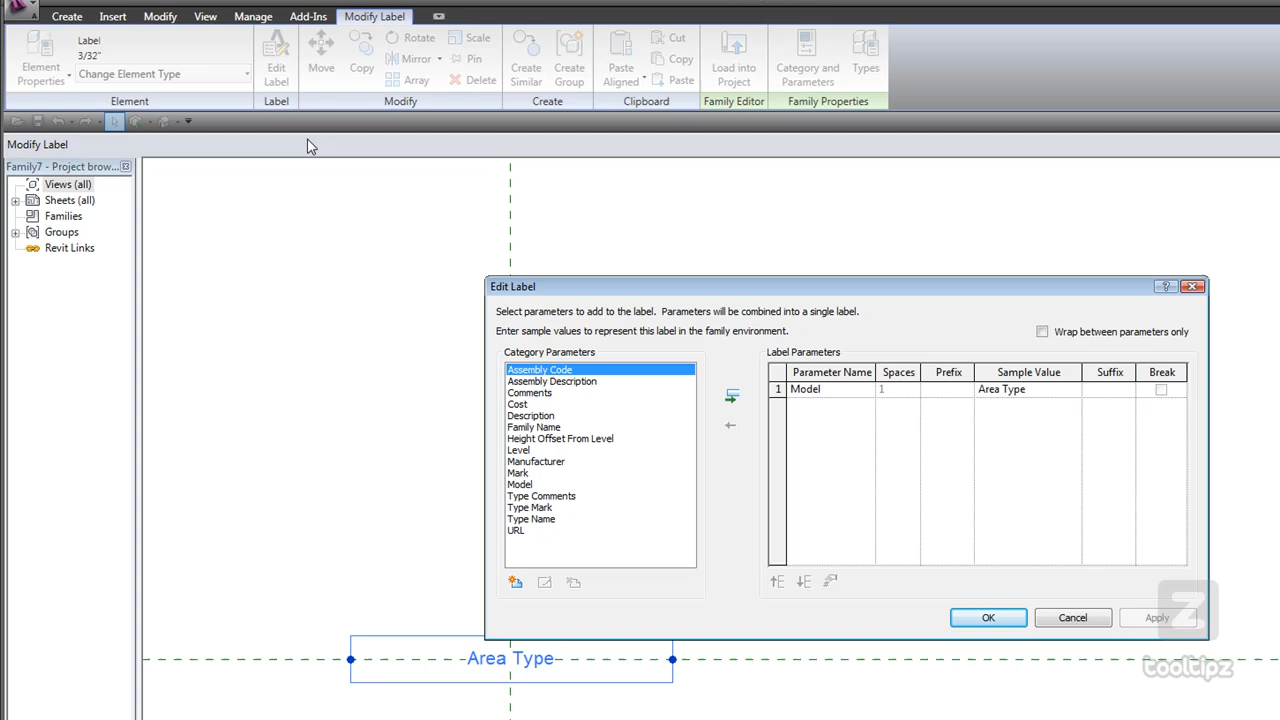 Create Insert Modify View Manage Add-Ins Modify Label
Element Properties
Label
3/32"
Change Element Type
Edit Label
Move
Copy
Rotate
Mirror
Array
Scale
Pin
Delete
Create Similar
Create Group
Paste Aligned
Cut
Copy
Paste
Load into Project
Category and Parameters
Types
Element Label Modify Create Clipboard Family Editor Family Properties
Modify Label
Family7 - Project brow...
Views (all)
Sheets (all)
Families
Groups
Revit Links
Edit Label
Select parameters to add to the label. Parameters will be combined into a single label.
Enter sample values to represent this label in the family environment.
Wrap between parameters only
Category Parameters
Assembly Code
Assembly Description
Comments
Cost
Description
Family Name
Height Offset From Level
Level
Manufacturer
Mark
Model
Type Comments
Type Mark
Type Name
URL
Label Parameters
Parameter Name Spaces Prefix Sample Value Suffix Break
1 Model 1 Area Type
OK Cancel Apply
Area Type
Z
tooltipz